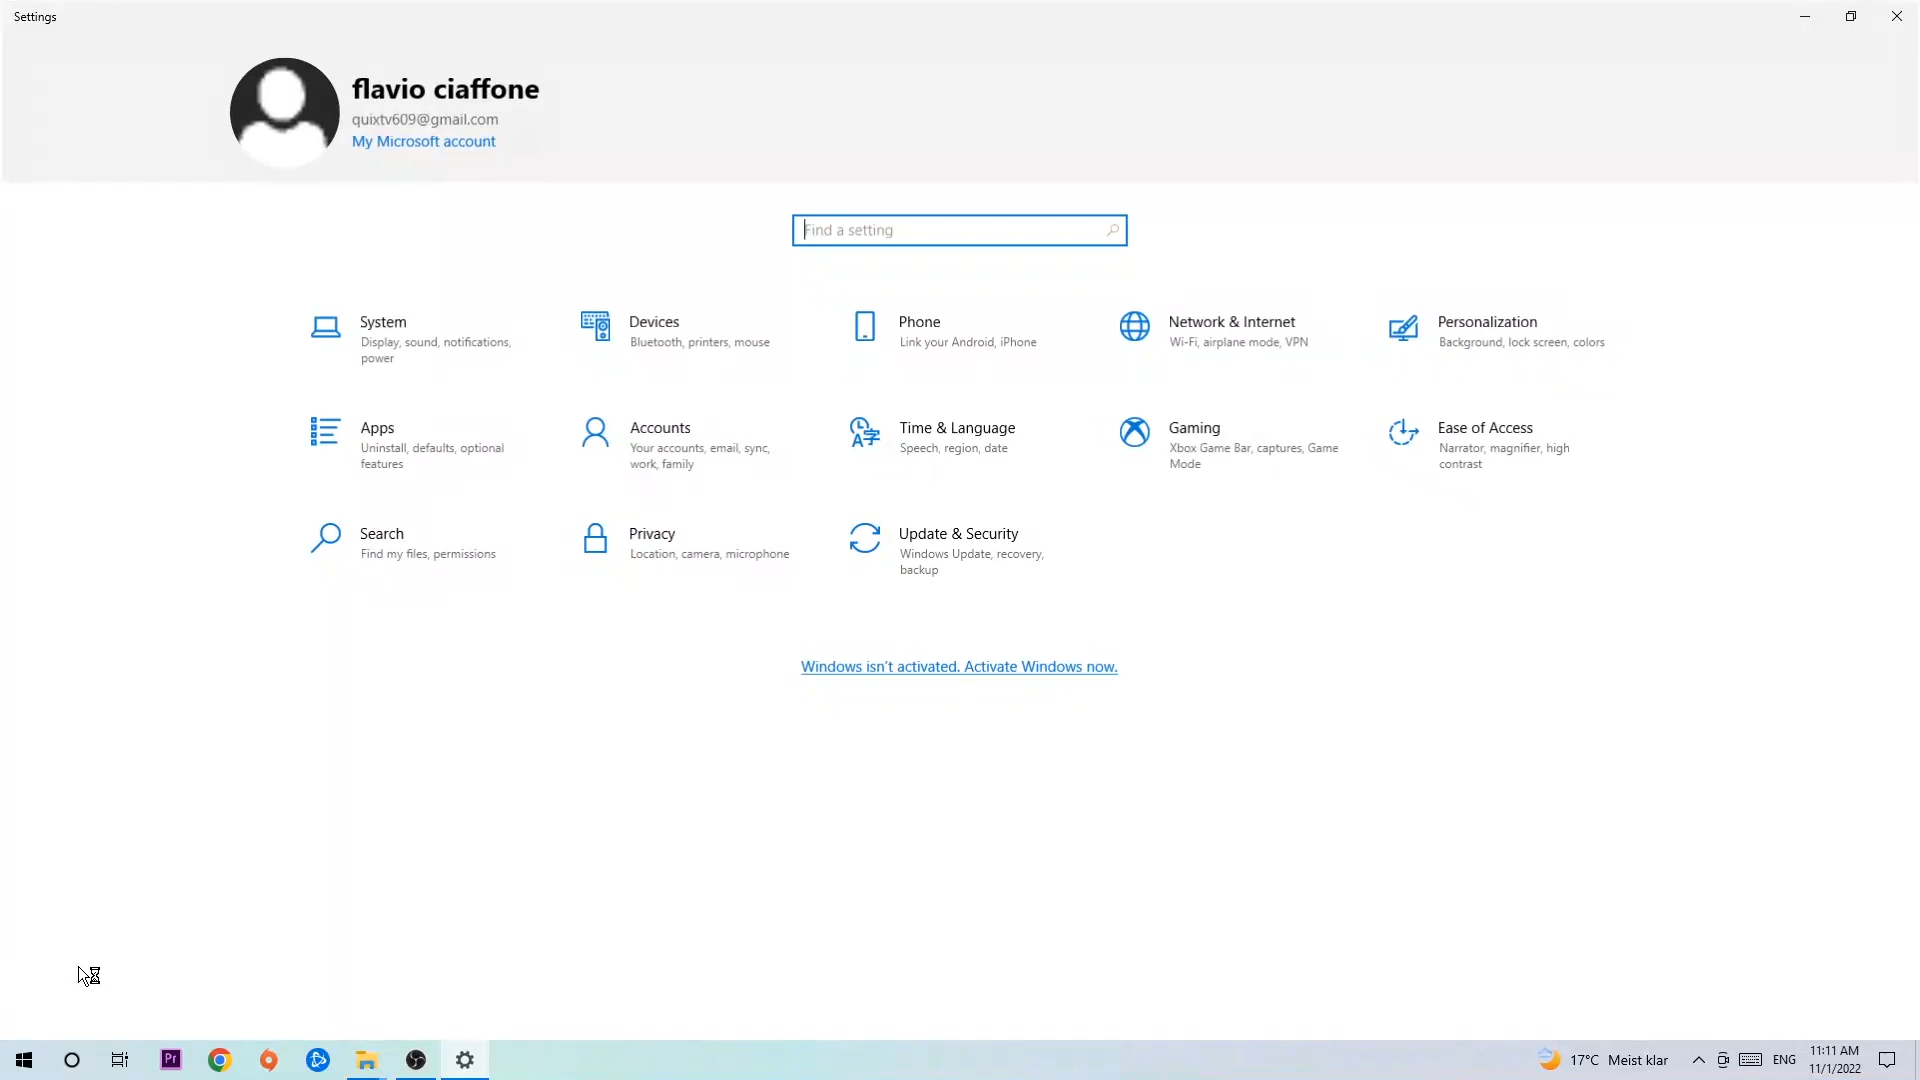 Settings
flavio ciaffone
quixtv609@gmail.com
My Microsoft account
Find a setting
System
Display, sound, notifications,
power
Devices
Bluetooth, printers, mouse
Phone
Link your Android, iPhone
Network & Internet
Wi-Fi, airplane mode, VPN
Personalization
Background, lock screen, colors
Apps
Uninstall, defaults, optional
features
Accounts
Your accounts, email, sync,
work, family
Time & Language
Speech, region, date
Gaming
Xbox Game Bar, captures, Game
Mode
Ease of Access
Narrator, magnifier, high
contrast
Search
Find my files, permissions
Privacy
Location, camera, microphone
Update & Security
Windows Update, recovery,
backup
Windows isn't activated. Activate Windows now.
Pr
17°C Meist klar
ENG
11:11 AM
11/1/2022